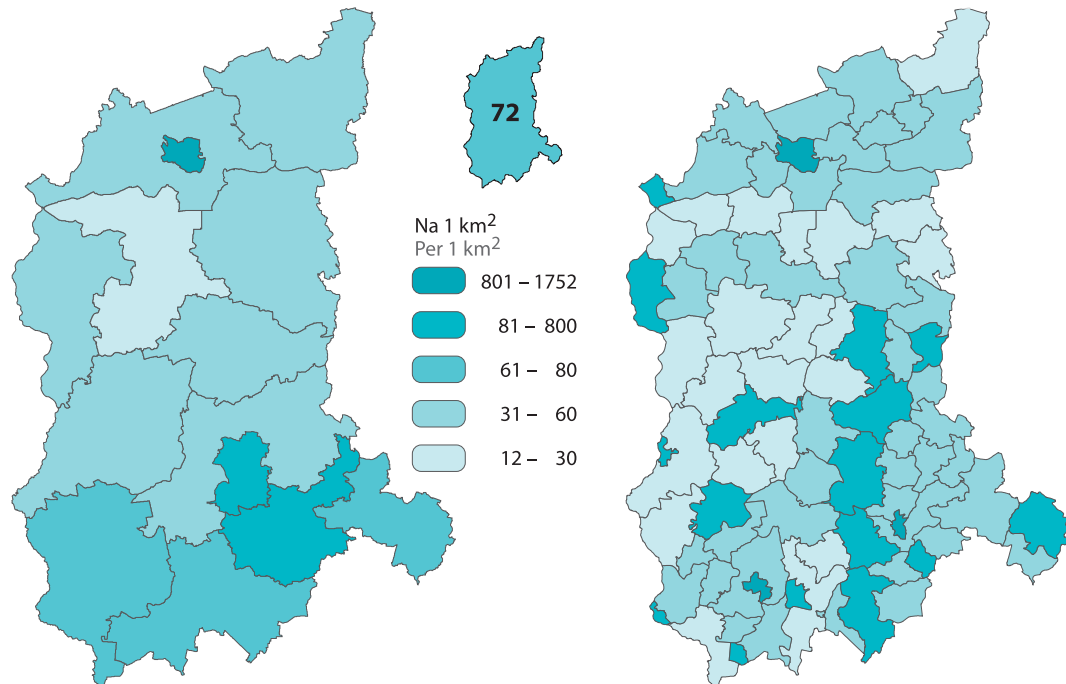 72
Na 1 km²
Per 1 km²
801 – 1752
81 – 800
61 – 80
31 – 60
12 – 30